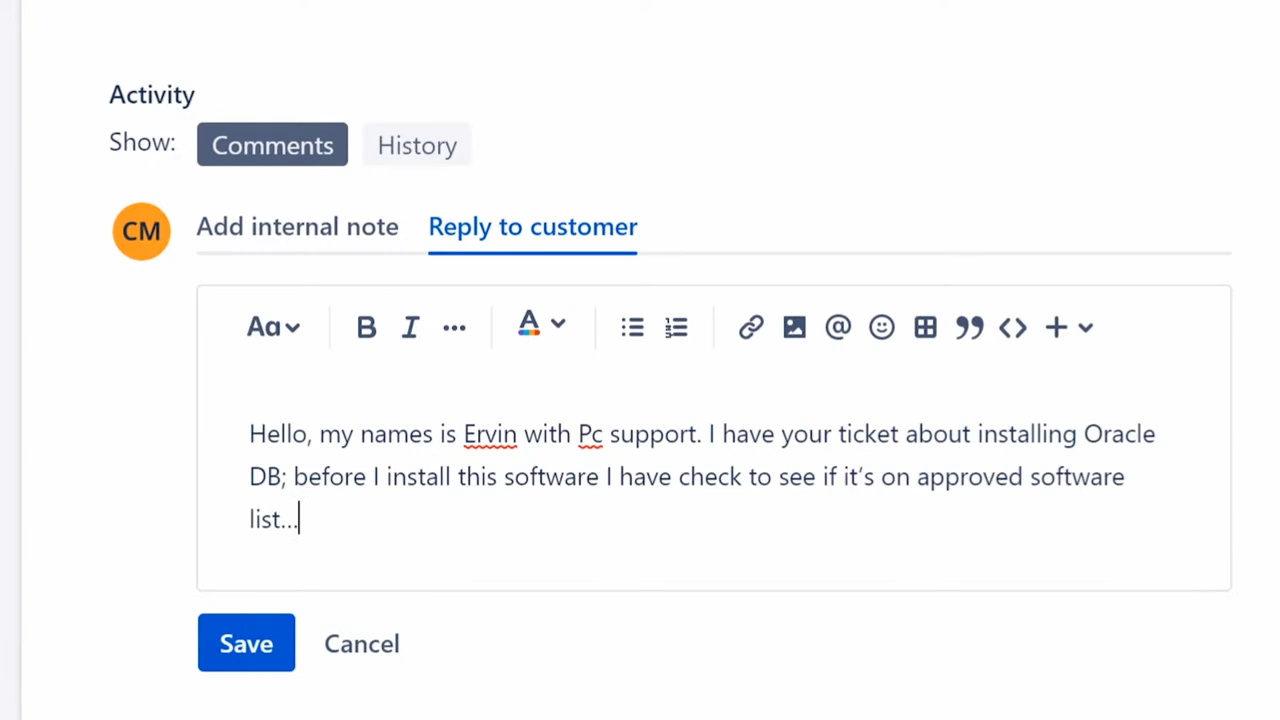 Activity
Show: Comments History
CM Add internal note Reply to customer
Aa B I ... A @
Hello, my names is Ervin with Pc support. I have your ticket about installing Oracle
DB; before I install this software I have check to see if it's on approved software
list...
Save Cancel